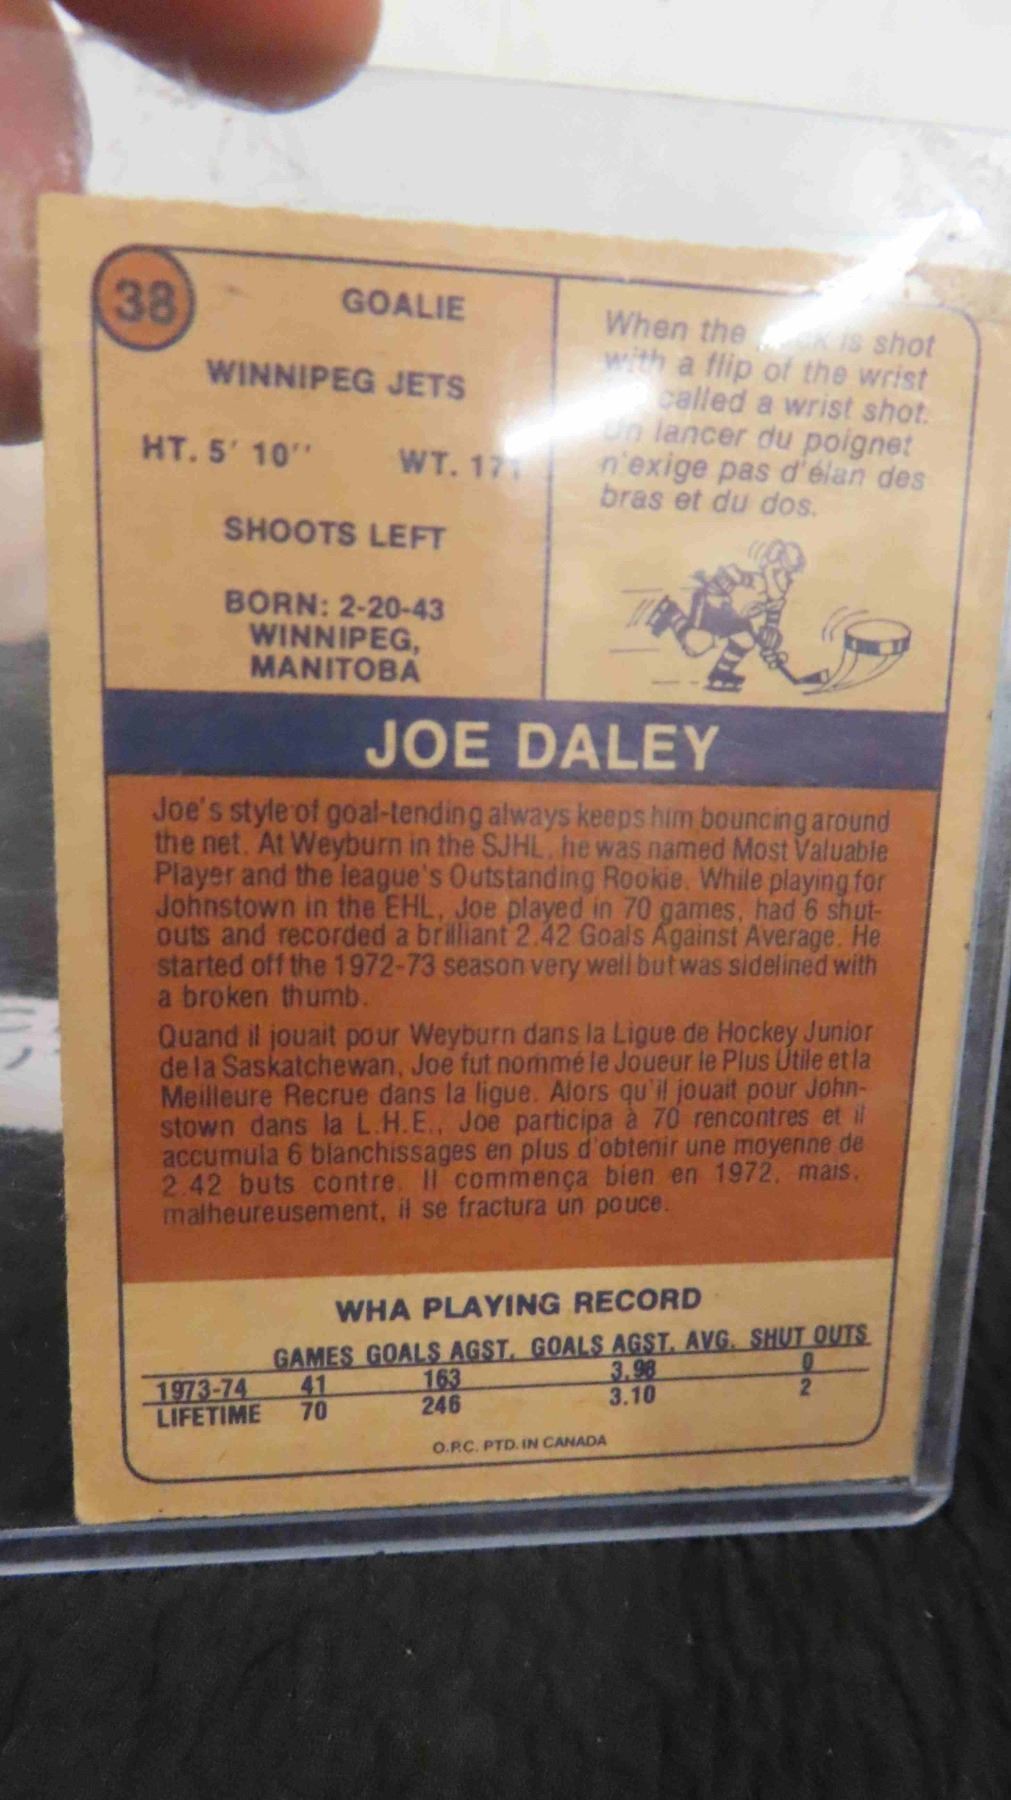 38
GOALIE
WINNIPEG JETS
HT. 5' 10'' WT. 171
SHOOTS LEFT
BORN: 2-20-43
WINNIPEG,
MANITOBA
When the is shot
with a flip of the wrist
called a wrist shot.
Un lancer du poignet
n'exige pas d'élan des
bras et du dos.
JOE DALEY
Joe's style of goal-tending always keeps him bouncing around
the net. At Weyburn in the SJHL, he was named Most Valuable
Player and the league's Outstanding Rookie. While playing for
Johnstown in the EHL, Joe played in 70 games, had 6 shut-
outs and recorded a brilliant 2.42 Goals Against Average. He
started off the 1972-73 season very well but was sidelined with
a broken thumb.
Quand il jouait pour Weyburn dans la Ligue de Hockey Junior
de la Saskatchewan, Joe fut nommé le Joueur le Plus Utile et la
Meilleure Recrue dans la ligue. Alors qu'il jouait pour John-
stown dans la L.H.E., Joe participa à 70 rencontres et il
accumula 6 blanchissages en plus d'obtenir une moyenne de
2.42 buts contre. Il commença bien en 1972, mais,
malheureusement, il se fractura un pouce.
WHA PLAYING RECORD
GAMES GOALS AGST. GOALS AGST. AVG. SHUT OUTS
1973-74 41 163 3.98 0
LIFETIME 70 246 3.10 2
O.P.C. PTD. IN CANADA